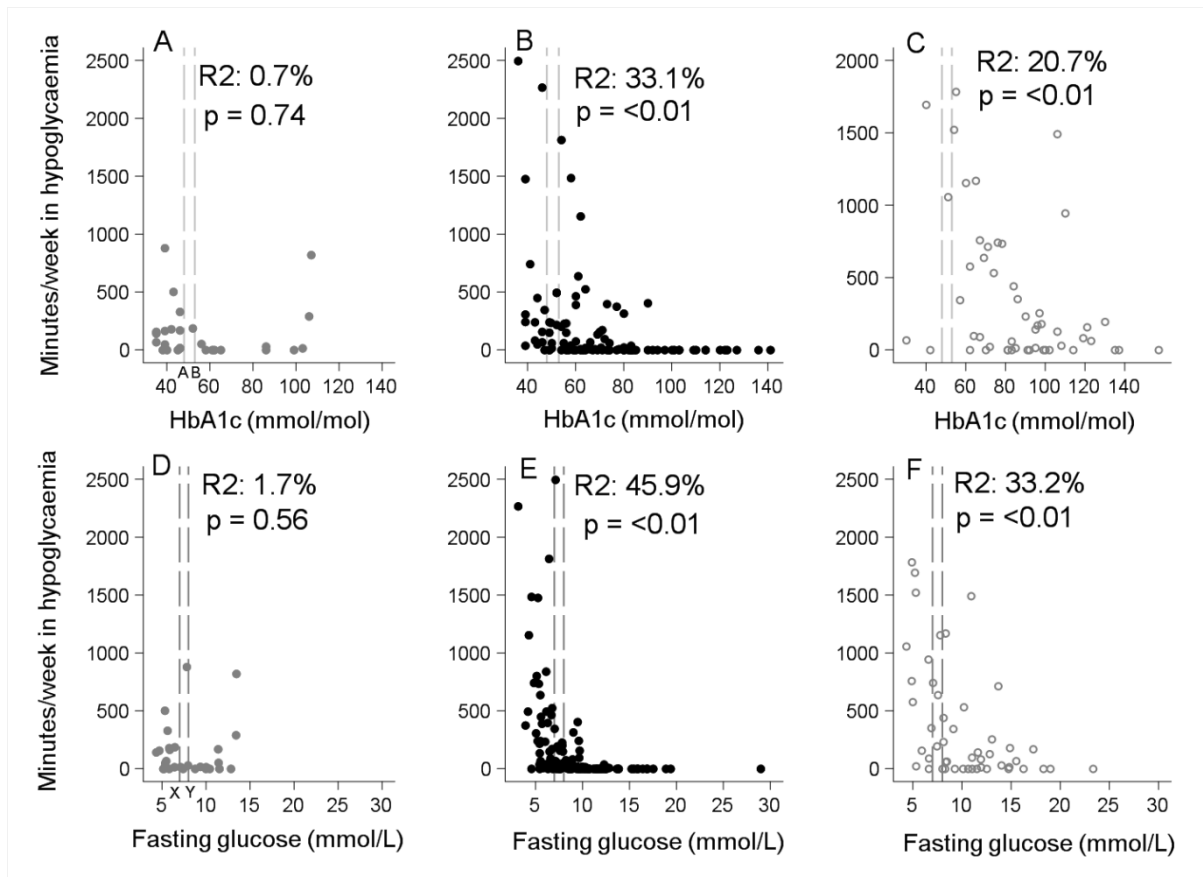 A
R2: 0.7%
p = 0.74
Minutes/week in hypoglycaemia
2500
2000
1500
1000
500
0
40 A B 60 80 100 120 140
HbA1c (mmol/mol)
B
R2: 33.1%
p = <0.01
2500
2000
1500
1000
500
0
40 60 80 100 120 140
HbA1c (mmol/mol)
C
R2: 20.7%
p = <0.01
2000
1500
1000
500
0
40 60 80 100 120 140
HbA1c (mmol/mol)
D
R2: 1.7%
p = 0.56
Minutes/week in hypoglycaemia
2500
2000
1500
1000
500
0
5 X Y 10 15 20 25 30
Fasting glucose (mmol/L)
E
R2: 45.9%
p = <0.01
2500
2000
1500
1000
500
0
5 10 15 20 25 30
Fasting glucose (mmol/L)
F
R2: 33.2%
p = <0.01
2500
2000
1500
1000
500
0
5 10 15 20 25 30
Fasting glucose (mmol/L)